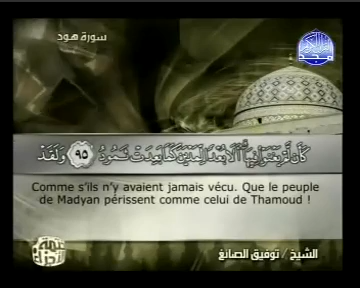 سورة هود
كَأَن لَّمْ يَغْنَوْا فِيهَا أَلَا بُعْدًا لِّمَدْيَنَ كَمَا بَعِدَتْ ثَمُودُ ٩٥ وَلَقَدْ
Comme s'ils n'y avaient jamais vécu. Que le peuple
de Madyan périssent comme celui de Thamoud !
الشيخ / توفيق الصائغ